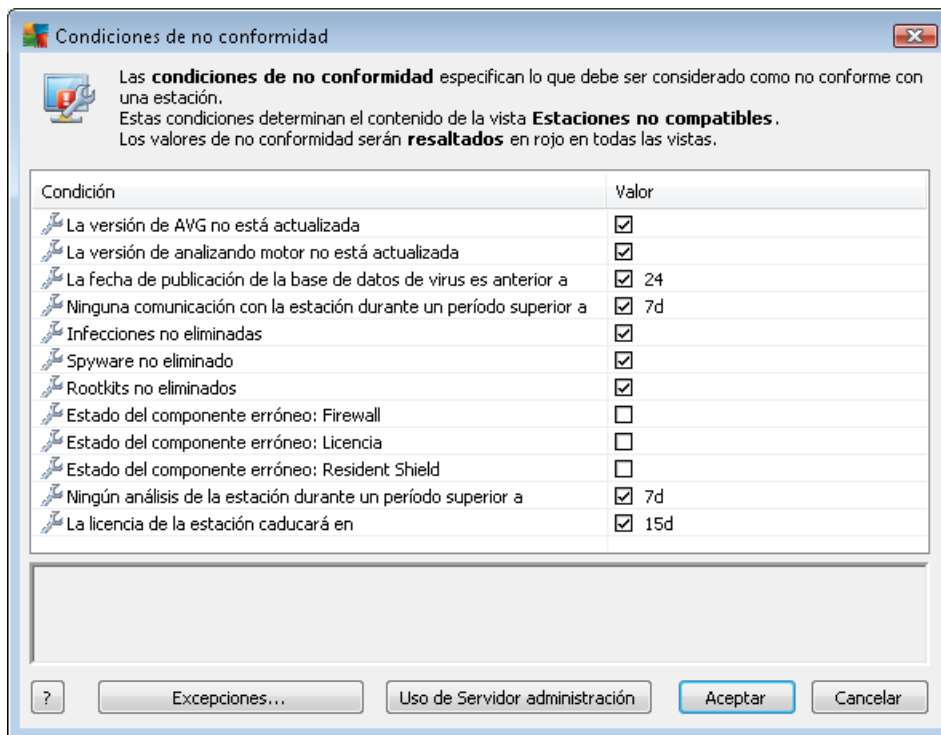 Condiciones de no conformidad
Las condiciones de no conformidad especifican lo que debe ser considerado como no conforme con
una estación.
Estas condiciones determinan el contenido de la vista Estaciones no compatibles.
Los valores de no conformidad serán resaltados en rojo en todas las vistas.
Condición Valor
La versión de AVG no está actualizada
La versión de analizando motor no está actualizada
La fecha de publicación de la base de datos de virus es anterior a 24
Ninguna comunicación con la estación durante un período superior a 7d
Infecciones no eliminadas
Spyware no eliminado
Rootkits no eliminados
Estado del componente erróneo: Firewall
Estado del componente erróneo: Licencia
Estado del componente erróneo: Resident Shield
Ningún análisis de la estación durante un período superior a 7d
La licencia de la estación caducará en 15d
? Excepciones... Uso de Servidor administración Aceptar Cancelar